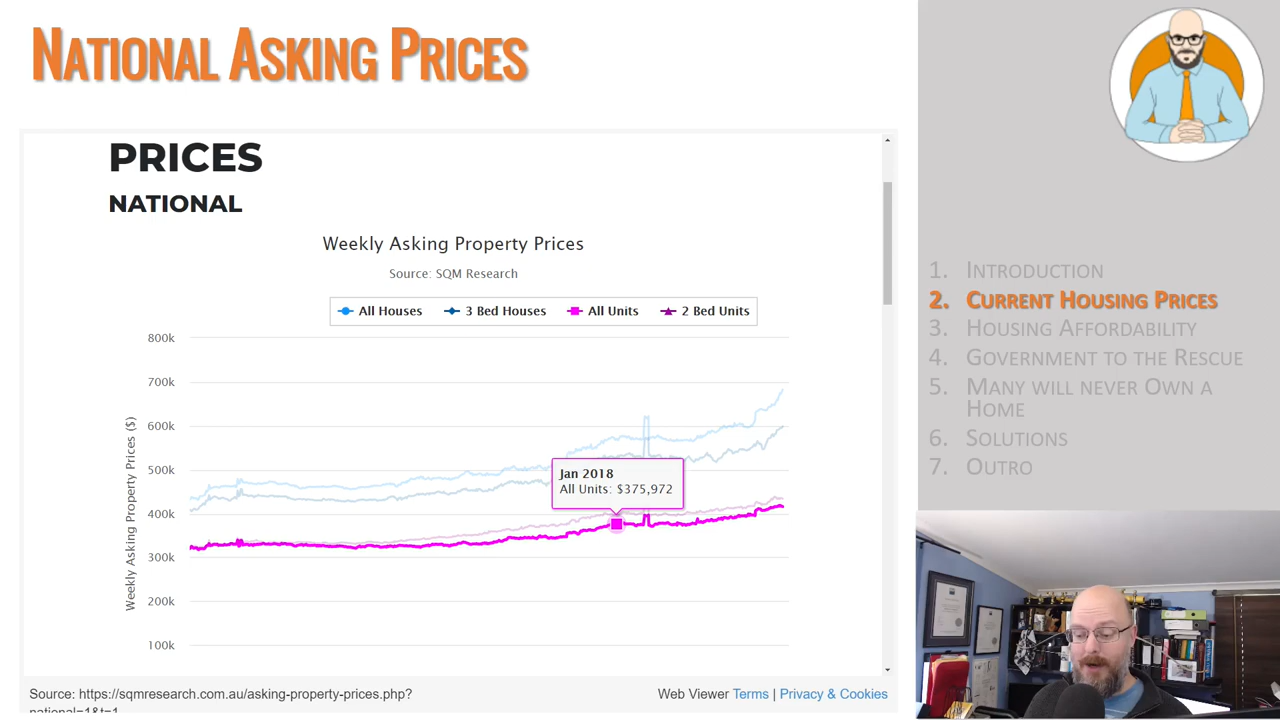 NATIONAL ASKING PRICES
PRICES
NATIONAL
Weekly Asking Property Prices
Source: SQM Research
All Houses
3 Bed Houses
All Units
2 Bed Units
800k
700k
600k
500k
400k
300k
200k
100k
Weekly Asking Property Prices ($)
Jan 2018
All Units: $375,972
Source: https://sqmresearch.com.au/asking-property-prices.php?
national=1&t=1
Web Viewer Terms | Privacy & Cookies
1. INTRODUCTION
2. CURRENT HOUSING PRICES
3. HOUSING AFFORDABILITY
4. GOVERNMENT TO THE RESCUE
5. MANY WILL NEVER OWN A
HOME
6. SOLUTIONS
7. OUTRO